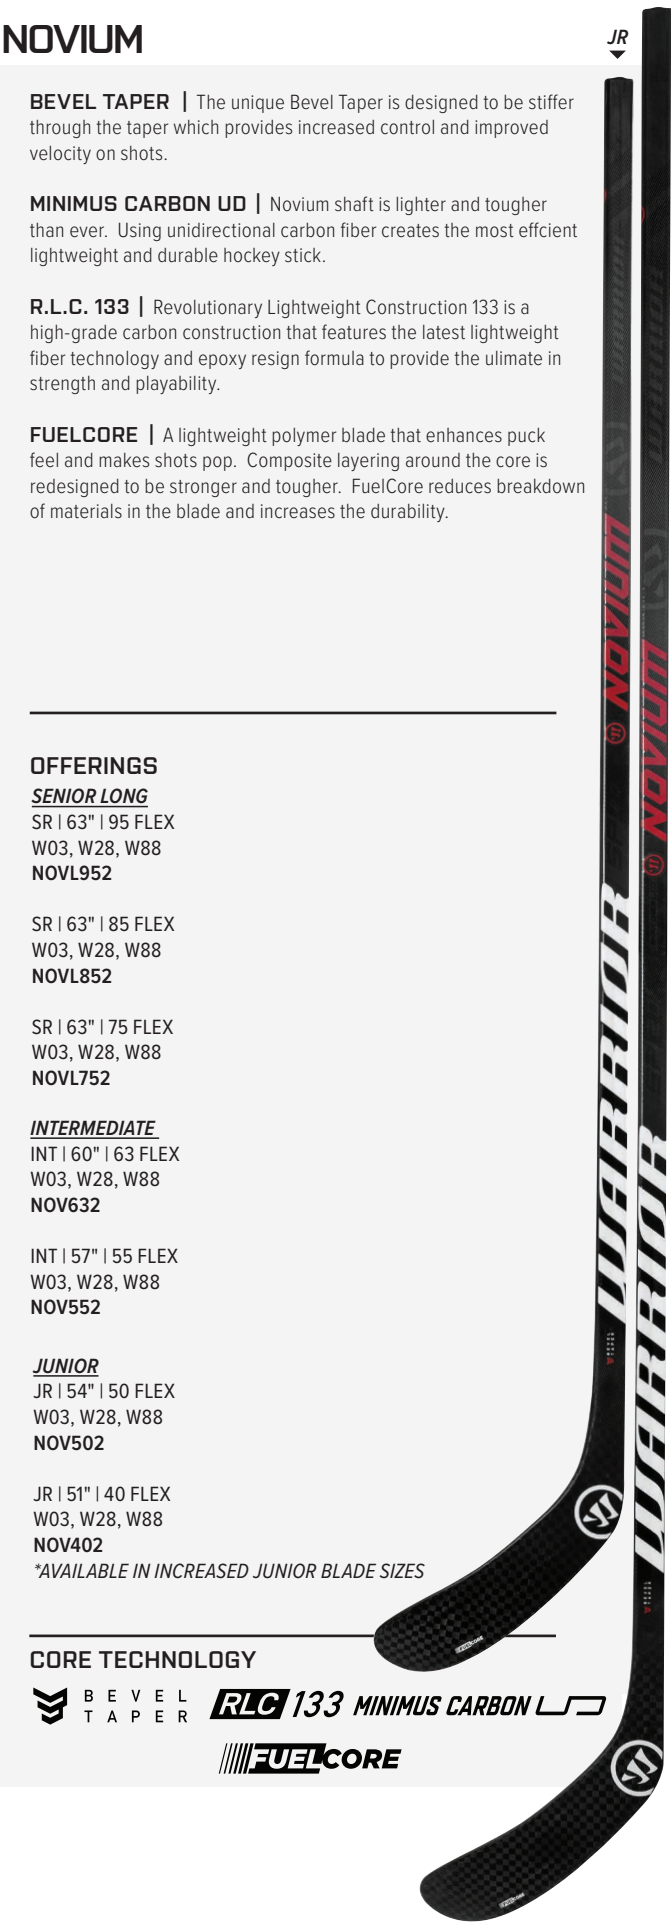 NOVIUM
JR
BEVEL TAPER | The unique Bevel Taper is designed to be stiffer
through the taper which provides increased control and improved
velocity on shots.
MINIMUS CARBON UD | Novium shaft is lighter and tougher
than ever. Using unidirectional carbon fiber creates the most effcient
lightweight and durable hockey stick.
R.L.C. 133 | Revolutionary Lightweight Construction 133 is a
high-grade carbon construction that features the latest lightweight
fiber technology and epoxy resign formula to provide the ulimate in
strength and playability.
FUELCORE | A lightweight polymer blade that enhances puck
feel and makes shots pop. Composite layering around the core is
redesigned to be stronger and tougher. FuelCore reduces breakdown
of materials in the blade and increases the durability.
OFFERINGS
SENIOR LONG
SR | 63" | 95 FLEX
W03, W28, W88
NOVL952
SR | 63" | 85 FLEX
W03, W28, W88
NOVL852
SR | 63" | 75 FLEX
W03, W28, W88
NOVL752
INTERMEDIATE
INT | 60" | 63 FLEX
W03, W28, W88
NOV632
INT | 57" | 55 FLEX
W03, W28, W88
NOV552
JUNIOR
JR | 54" | 50 FLEX
W03, W28, W88
NOV502
JR | 51" | 40 FLEX
W03, W28, W88
NOV402
*AVAILABLE IN INCREASED JUNIOR BLADE SIZES
CORE TECHNOLOGY
BEVEL
TAPER
RLC 133
MINIMUS CARBON UD
FUELCORE
WARRIOR
NOVIUM
WARRIOR
FUELCORE
WARRIOR
NOVIUM
WARRIOR
FUELCORE